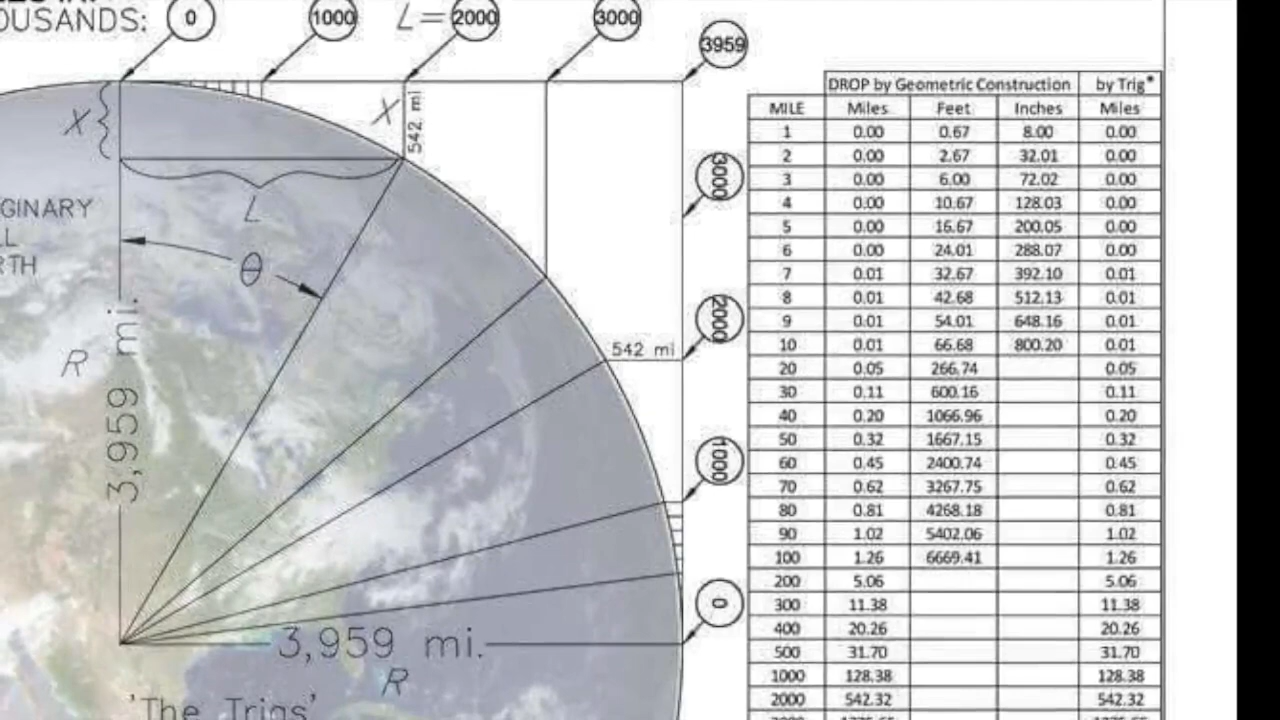 OUSANDS:
0
1000
L=
2000
3000
3959
X
X
542 mi
L
GINARY
RTH
θ
R
3,959 mi.
542 mi
3000
2000
1000
0
3,959 mi.
R
'The Trigs'
DROP by Geometric Construction by Trig*
MILE Miles Feet Inches Miles
1 0.00 0.67 8.00 0.00
2 0.00 2.67 32.01 0.00
3 0.00 6.00 72.02 0.00
4 0.00 10.67 128.03 0.00
5 0.00 16.67 200.05 0.00
6 0.00 24.01 288.07 0.00
7 0.01 32.67 392.10 0.01
8 0.01 42.68 512.13 0.01
9 0.01 54.01 648.16 0.01
10 0.01 66.68 800.20 0.01
20 0.05 266.74 0.05
30 0.11 600.16 0.11
40 0.20 1066.96 0.20
50 0.32 1667.15 0.32
60 0.45 2400.74 0.45
70 0.62 3267.75 0.62
80 0.81 4268.18 0.81
90 1.02 5402.06 1.02
100 1.26 6669.41 1.26
200 5.06 5.06
300 11.38 11.38
400 20.26 20.26
500 31.70 31.70
1000 128.38 128.38
2000 542.32 542.32